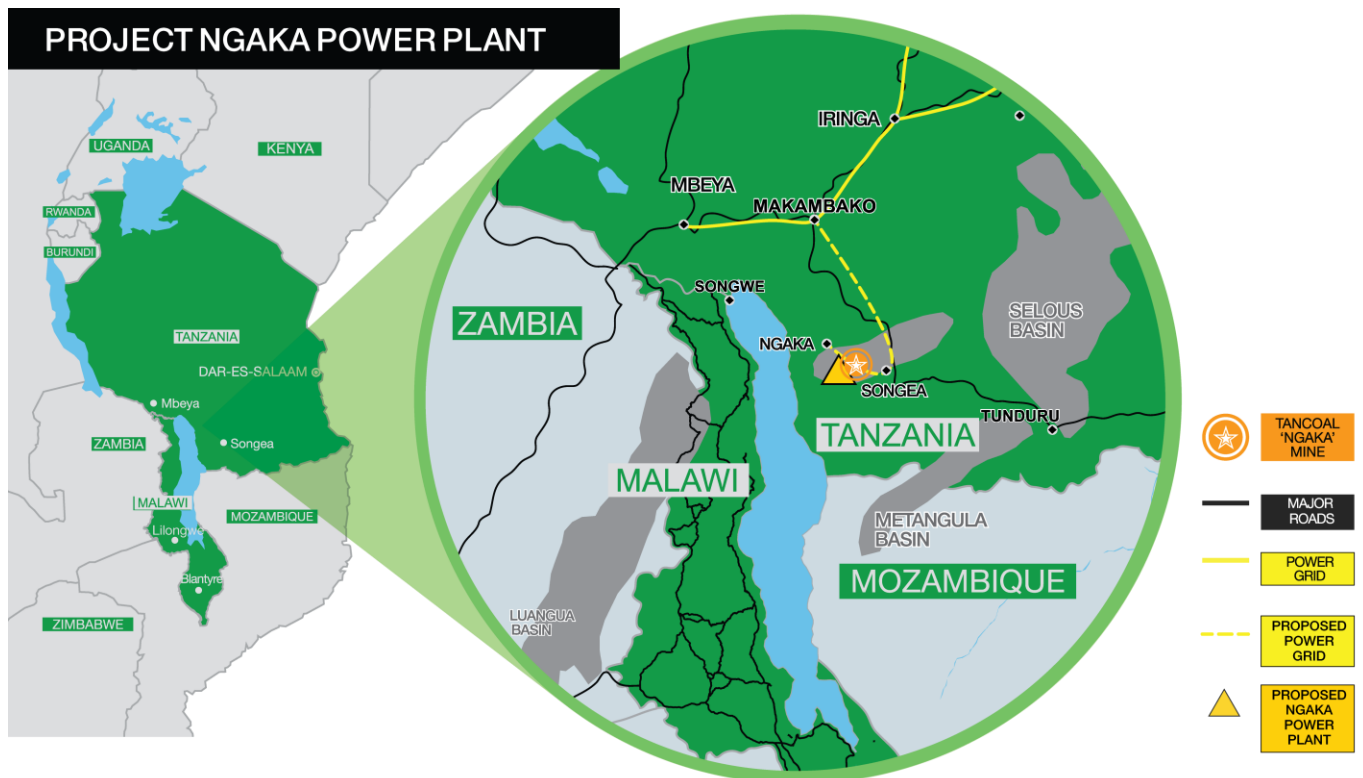 PROJECT NGAKA POWER PLANT
UGANDA
KENYA
RWANDA
BURUNDI
TANZANIA
DAR-ES-SALAAM
Mbeya
ZAMBIA
Songea
MALAWI
MOZAMBIQUE
Lilongwe
Blantyre
ZIMBABWE
IRINGA
MBEYA
MAKAMBAKO
SONGWE
ZAMBIA
SELOUS
BASIN
NGAKA
SONGEA
TUNDURU
TANZANIA
MALAWI
METANGULA
BASIN
MOZAMBIQUE
LUANGUA
BASIN
TANCOAL
'NGAKA'
MINE
MAJOR
ROADS
POWER
GRID
PROPOSED
POWER
GRID
PROPOSED
NGAKA
POWER
PLANT